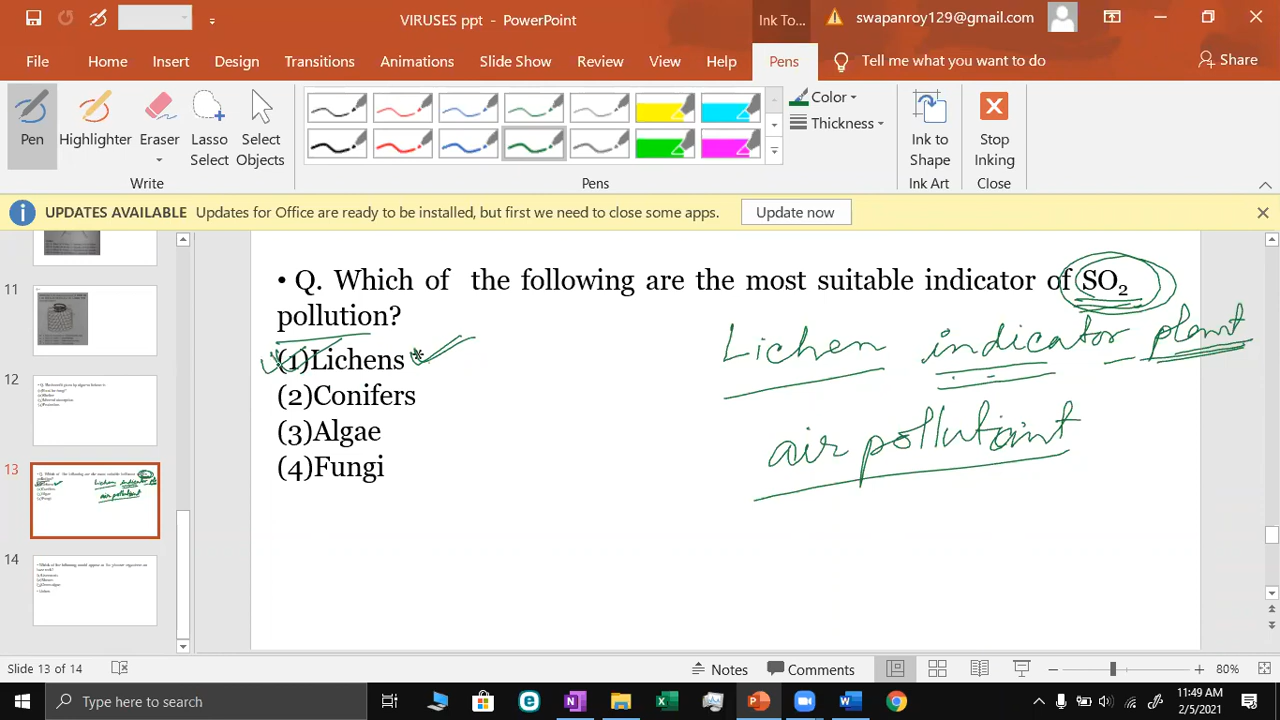 VIRUSES ppt - PowerPoint
Ink To...
swapanroy129@gmail.com
File Home Insert Design Transitions Animations Slide Show Review View Help Pens Tell me what you want to do Share
Pen Highlighter Eraser Lasso Select Select Objects
Color
Thickness
Ink to Shape
Stop Inking
Write Pens Ink Art Close
UPDATES AVAILABLE Updates for Office are ready to be installed, but first we need to close some apps. Update now
11
12
13
14
• Q. Which of the following are the most suitable indicator of SO₂
pollution?
(1)Lichens
(2)Conifers
(3)Algae
(4)Fungi
Lichen indicator plant
air pollutaint
Slide 13 of 14 Notes Comments 80%
Type here to search
11:49 AM
2/5/2021